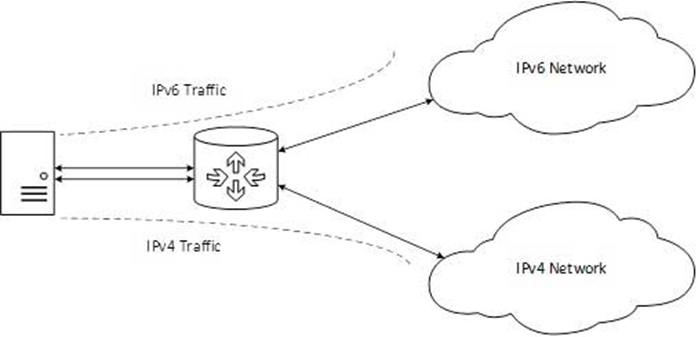 IPv6 Network
IPv6 Traffic
IPv4 Traffic
IPv4 Network